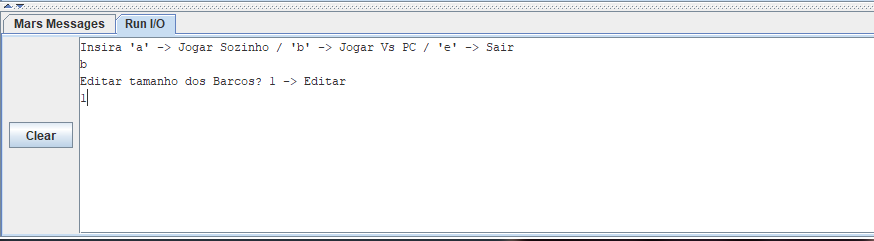 Mars Messages Run I/O
Insira 'a' -> Jogar Sozinho / 'b' -> Jogar Vs PC / 'e' -> Sair
b
Editar tamanho dos Barcos? 1 -> Editar
1
Clear